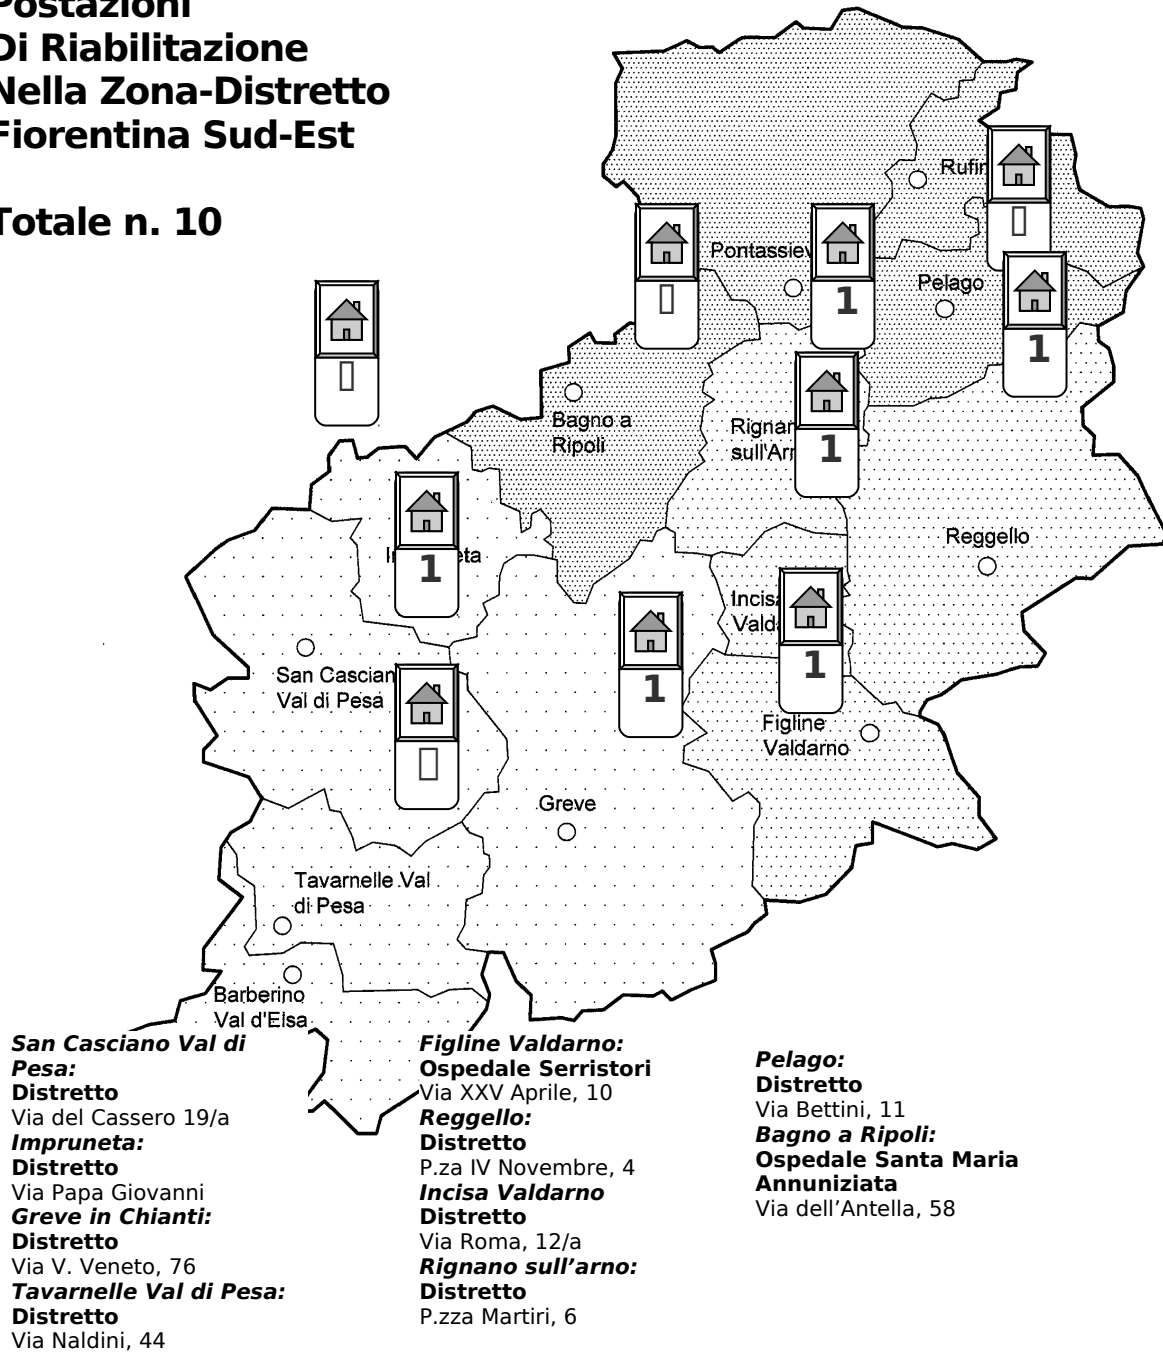 Postazioni
Di Riabilitazione
Nella Zona-Distretto
Fiorentina Sud-Est
Totale n. 10
Pontassiev
Pelago
1
1
Bagno a
Ripoli
sull'Arn
1
Reggello
1
1
1
San Cascian
Val di Pesa
Figline
Valdarno
Greve
Tavarnelle Val
di Pesa
Barberino
Val d'Elsa
San Casciano Val di
Pesa:
Distretto
Via del Cassero 19/a
Impruneta:
Distretto
Via Papa Giovanni
Greve in Chianti:
Distretto
Via V. Veneto, 76
Tavarnelle Val di Pesa:
Distretto
Via Naldini, 44
Figline Valdarno:
Ospedale Serristori
Via XXV Aprile, 10
Reggello:
Distretto
P.za IV Novembre, 4
Incisa Valdarno
Distretto
Via Roma, 12/a
Rignano sull’arno:
Distretto
P.zza Martiri, 6
Pelago:
Distretto
Via Bettini, 11
Bagno a Ripoli:
Ospedale Santa Maria
Annuniziata
Via dell’Antella, 58